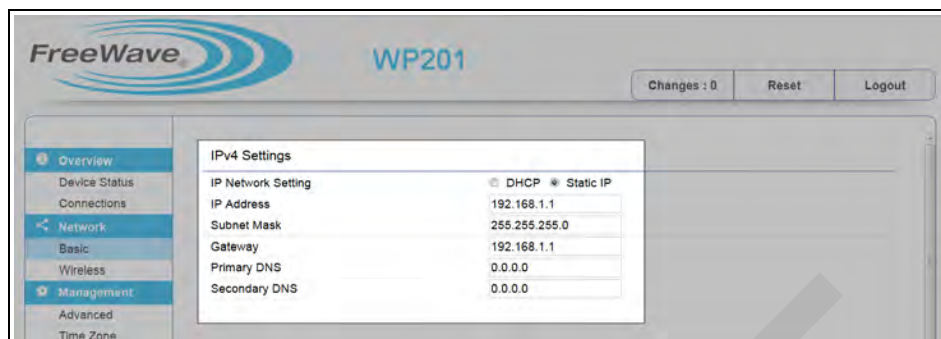 FreeWave®
WP201
Changes : 0 Reset Logout
Overview
Device Status
Connections
Network
Basic
Wireless
Management
Advanced
Time Zone
IPv4 Settings
IP Network Setting DHCP Static IP
IP Address 192.168.1.1
Subnet Mask 255.255.255.0
Gateway 192.168.1.1
Primary DNS 0.0.0.0
Secondary DNS 0.0.0.0